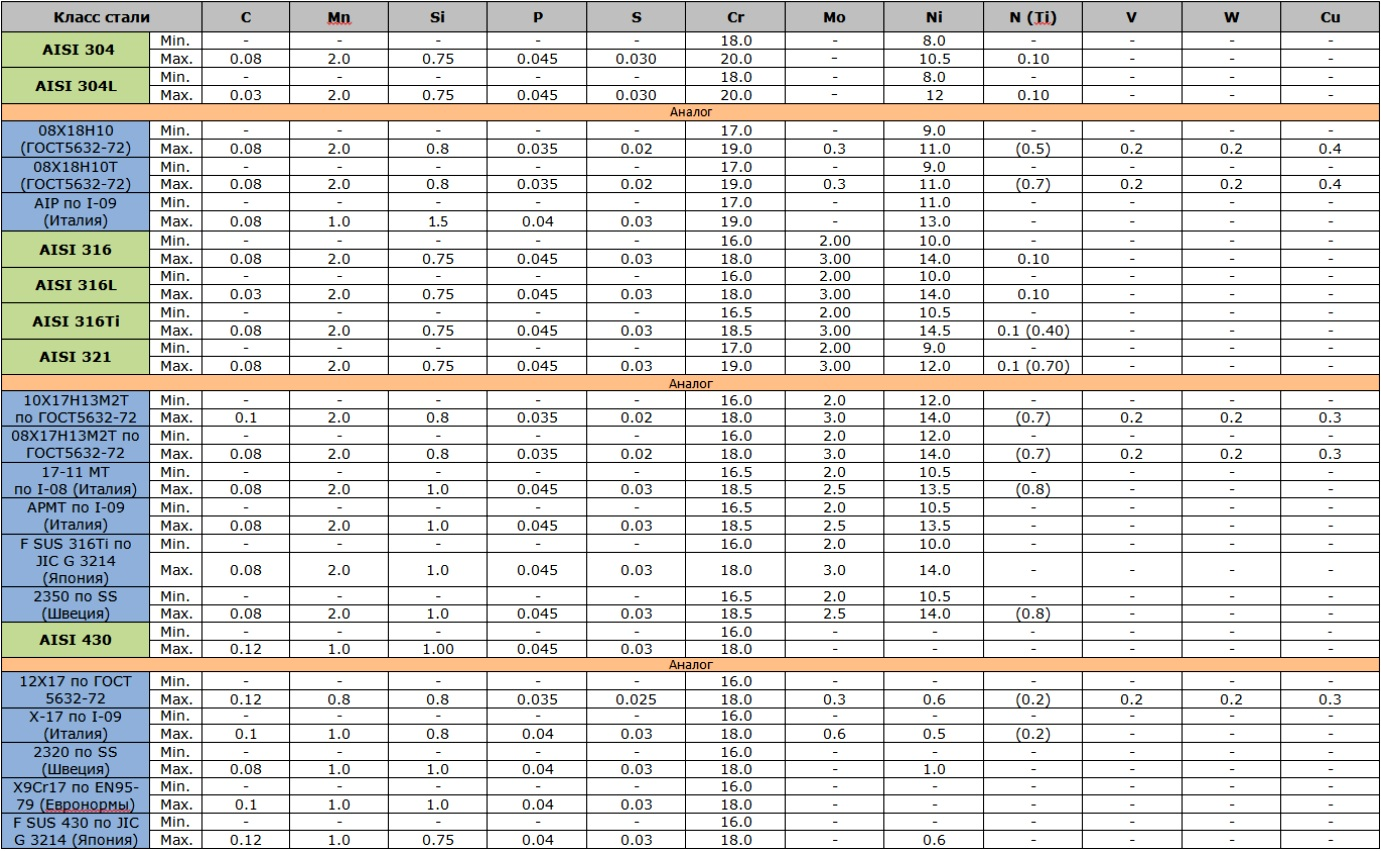 Класс стали C Mn Si P S Cr Mo Ni N (Ti) V W Cu
AISI 304
Min. - - - - - 18.0 - 8.0 - - - -
Max. 0.08 2.0 0.75 0.045 0.030 20.0 - 10.5 0.10 - - -
AISI 304L
Min. - - - - - 18.0 - 8.0 - - - -
Max. 0.03 2.0 0.75 0.045 0.030 20.0 - 12 0.10 - - -
Аналог
08Х18Н10
(ГОСТ5632-72)
Min. - - - - - 17.0 - 9.0 - - - -
Max. 0.08 2.0 0.8 0.035 0.02 19.0 0.3 11.0 (0.5) 0.2 0.2 0.4
08Х18Н10Т
(ГОСТ5632-72)
Min. - - - - - 17.0 - 9.0 - - - -
Max. 0.08 2.0 0.8 0.035 0.02 19.0 0.3 11.0 (0.7) 0.2 0.2 0.4
AIP по I-09
(Италия)
Min. - - - - - 17.0 - 11.0 - - - -
Max. 0.08 1.0 1.5 0.04 0.03 19.0 - 13.0 - - - -
AISI 316
Min. - - - - - 16.0 2.00 10.0 - - - -
Max. 0.08 2.0 0.75 0.045 0.03 18.0 3.00 14.0 0.10 - - -
AISI 316L
Min. - - - - - 16.0 2.00 10.0 - - - -
Max. 0.03 2.0 0.75 0.045 0.03 18.0 3.00 14.0 0.10 - - -
AISI 316Ti
Min. - - - - - 16.5 2.00 10.5 - - - -
Max. 0.08 2.0 0.75 0.045 0.03 18.5 3.00 14.5 0.1 (0.40) - - -
AISI 321
Min. - - - - - 17.0 2.00 9.0 - - - -
Max. 0.08 2.0 0.75 0.045 0.03 19.0 3.00 12.0 0.1 (0.70) - - -
Аналог
10Х17Н13М2Т
по ГОСТ5632-72
Min. - - - - - 16.0 2.0 12.0 - - - -
Max. 0.1 2.0 0.8 0.035 0.02 18.0 3.0 14.0 (0.7) 0.2 0.2 0.3
08Х17Н13М2Т по
ГОСТ5632-72
Min. - - - - - 16.0 2.0 12.0 - - - -
Max. 0.08 2.0 0.8 0.035 0.02 18.0 3.0 14.0 (0.7) 0.2 0.2 0.3
17-11 МТ
по I-08 (Италия)
Min. - - - - - 16.5 2.0 10.5 - - - -
Max. 0.08 2.0 1.0 0.045 0.03 18.5 2.5 13.5 (0.8) - - -
АРМТ по I-09
(Италия)
Min. - - - - - 16.5 2.0 10.5 - - - -
Max. 0.08 2.0 1.0 0.045 0.03 18.5 2.5 13.5 - - - -
F SUS 316Ti по
JIC G 3214
(Япония)
Min. - - - - - 16.0 2.0 10.0 - - - -
Max. 0.08 2.0 1.0 0.045 0.03 18.0 3.0 14.0 - - - -
2350 по SS
(Швеция)
Min. - - - - - 16.5 2.0 10.5 - - - -
Max. 0.08 2.0 1.0 0.045 0.03 18.5 2.5 14.0 (0.8) - - -
AISI 430
Min. - - - - - 16.0 - - - - - -
Max. 0.12 1.0 1.00 0.045 0.03 18.0 - - - - - -
Аналог
12Х17 по ГОСТ
5632-72
Min. - - - - - 16.0 - - - - - -
Max. 0.12 0.8 0.8 0.035 0.025 18.0 0.3 0.6 (0.2) 0.2 0.2 0.3
Х-17 по I-09
(Италия)
Min. - - - - - 16.0 - - - - - -
Max. 0.1 1.0 0.8 0.04 0.03 18.0 0.6 0.5 (0.2) - - -
2320 по SS
(Швеция)
Min. - - - - - 16.0 - - - - - -
Max. 0.08 1.0 1.0 0.04 0.03 18.0 - 1.0 - - - -
X9Cr17 по EN95-
79 (Евронормы)
Min. - - - - - 16.0 - - - - - -
Max. 0.1 1.0 1.0 0.04 0.03 18.0 - - - - - -
F SUS 430 по JIC
G 3214 (Япония)
Min. - - - - - 16.0 - - - - - -
Max. 0.12 1.0 0.75 0.04 0.03 18.0 - 0.6 - - - -